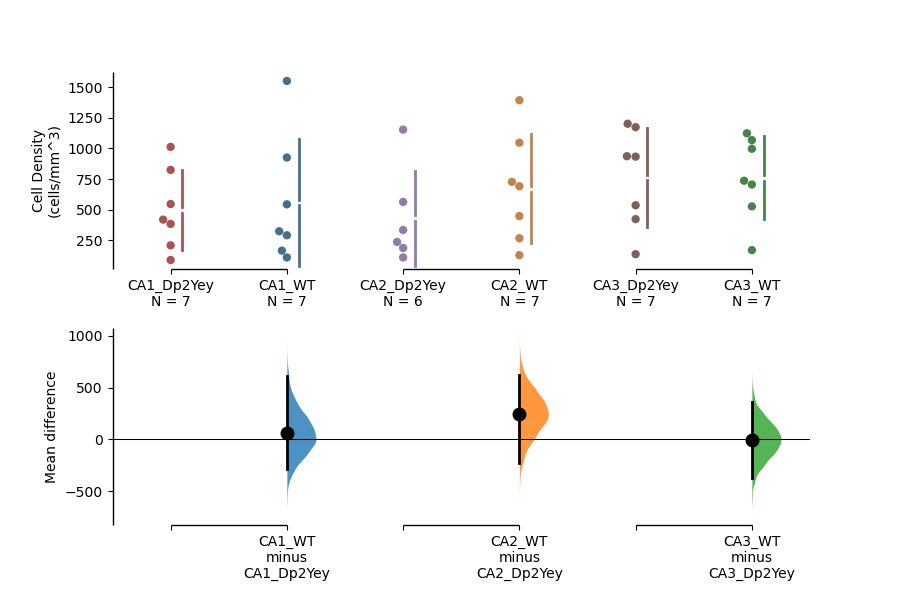 Cell Density
(cells/mm^3)
1500
1250
1000
750
500
250
CA1_Dp2Yey
N = 7
CA1_WT
N = 7
CA2_Dp2Yey
N = 6
CA2_WT
N = 7
CA3_Dp2Yey
N = 7
CA3_WT
N = 7
Mean difference
1000
500
0
−500
CA1_WT
minus
CA1_Dp2Yey
CA2_WT
minus
CA2_Dp2Yey
CA3_WT
minus
CA3_Dp2Yey